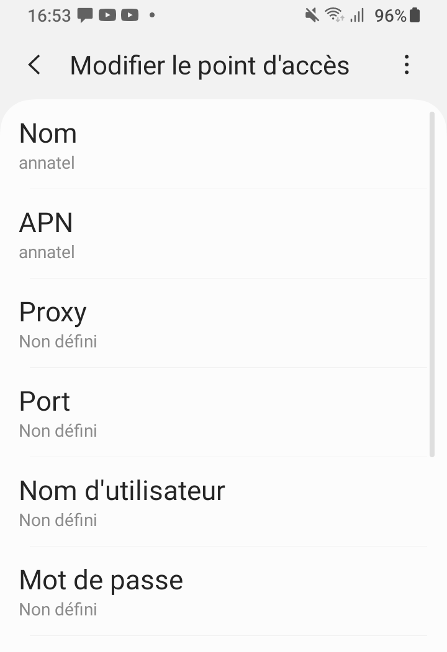 16:53 96%
Modifier le point d'accès
Nom
annatel
APN
annatel
Proxy
Non défini
Port
Non défini
Nom d'utilisateur
Non défini
Mot de passe
Non défini